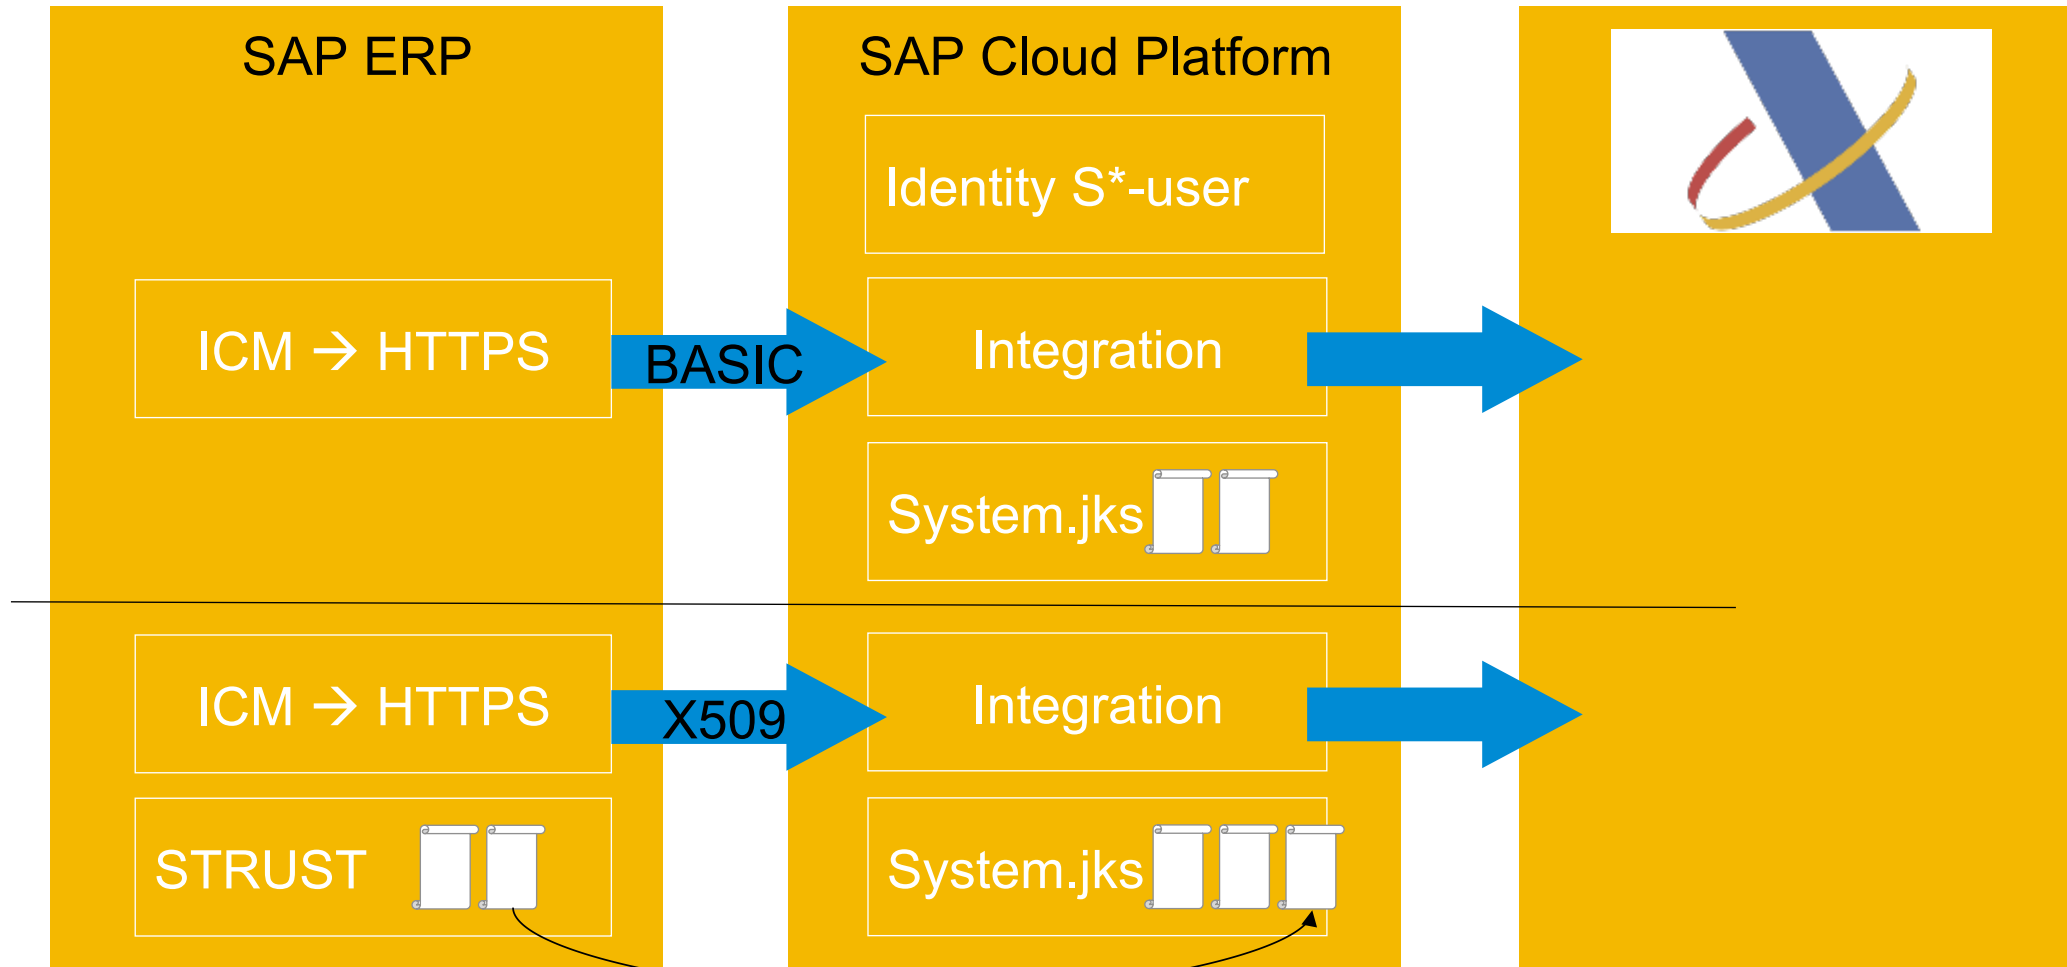 SAP ERP
SAP Cloud Platform
Identity S*-user
ICM → HTTPS
BASIC
Integration
System.jks
ICM → HTTPS
X509
Integration
STRUST
System.jks